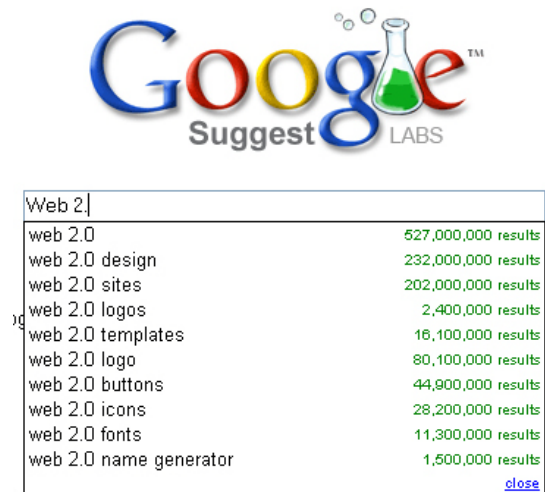 Google™
Suggest LABS
Web 2.
web 2.0 527,000,000 results
web 2.0 design 232,000,000 results
web 2.0 sites 202,000,000 results
web 2.0 logos 2,400,000 results
web 2.0 templates 16,100,000 results
web 2.0 logo 80,100,000 results
web 2.0 buttons 44,900,000 results
web 2.0 icons 28,200,000 results
web 2.0 fonts 11,300,000 results
web 2.0 name generator 1,500,000 results
close